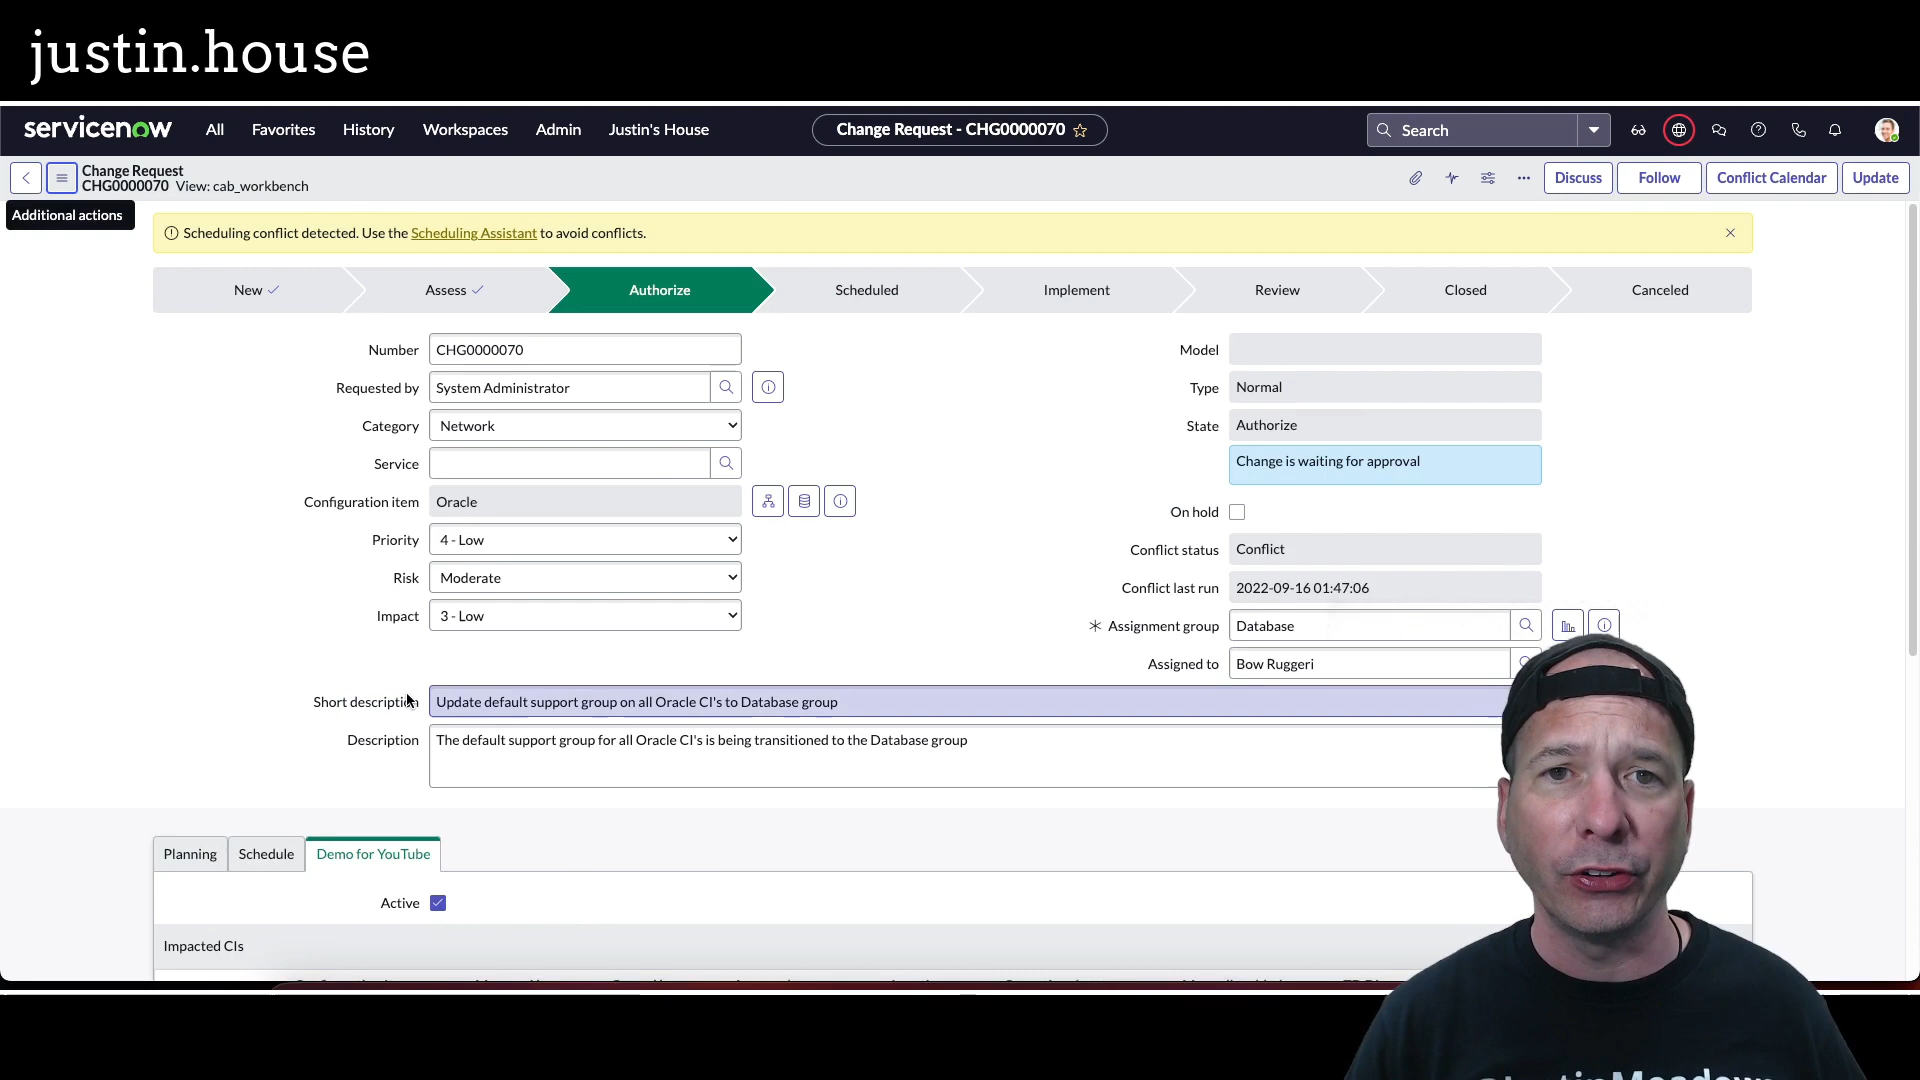 justin.house
servicenow All Favorites History Workspaces Admin Justin's House Change Request - CHG0000070 Search
Change Request
CHG0000070 View: cab_workbench
Discuss Follow Conflict Calendar Update
Additional actions
Scheduling conflict detected. Use the Scheduling Assistant to avoid conflicts.
New Assess Authorize Scheduled Implement Review Closed Canceled
Number CHG0000070
Model
Requested by System Administrator
Type Normal
Category Network
State Authorize
Change is waiting for approval
Service
Configuration item Oracle
On hold
Priority 4 - Low
Conflict status Conflict
Risk Moderate
Conflict last run 2022-09-16 01:47:06
Impact 3 - Low
Assignment group Database
Assigned to Bow Ruggeri
Short description Update default support group on all Oracle CI's to Database group
Description The default support group for all Oracle CI's is being transitioned to the Database group
Planning Schedule Demo for YouTube
Active
Impacted CIs